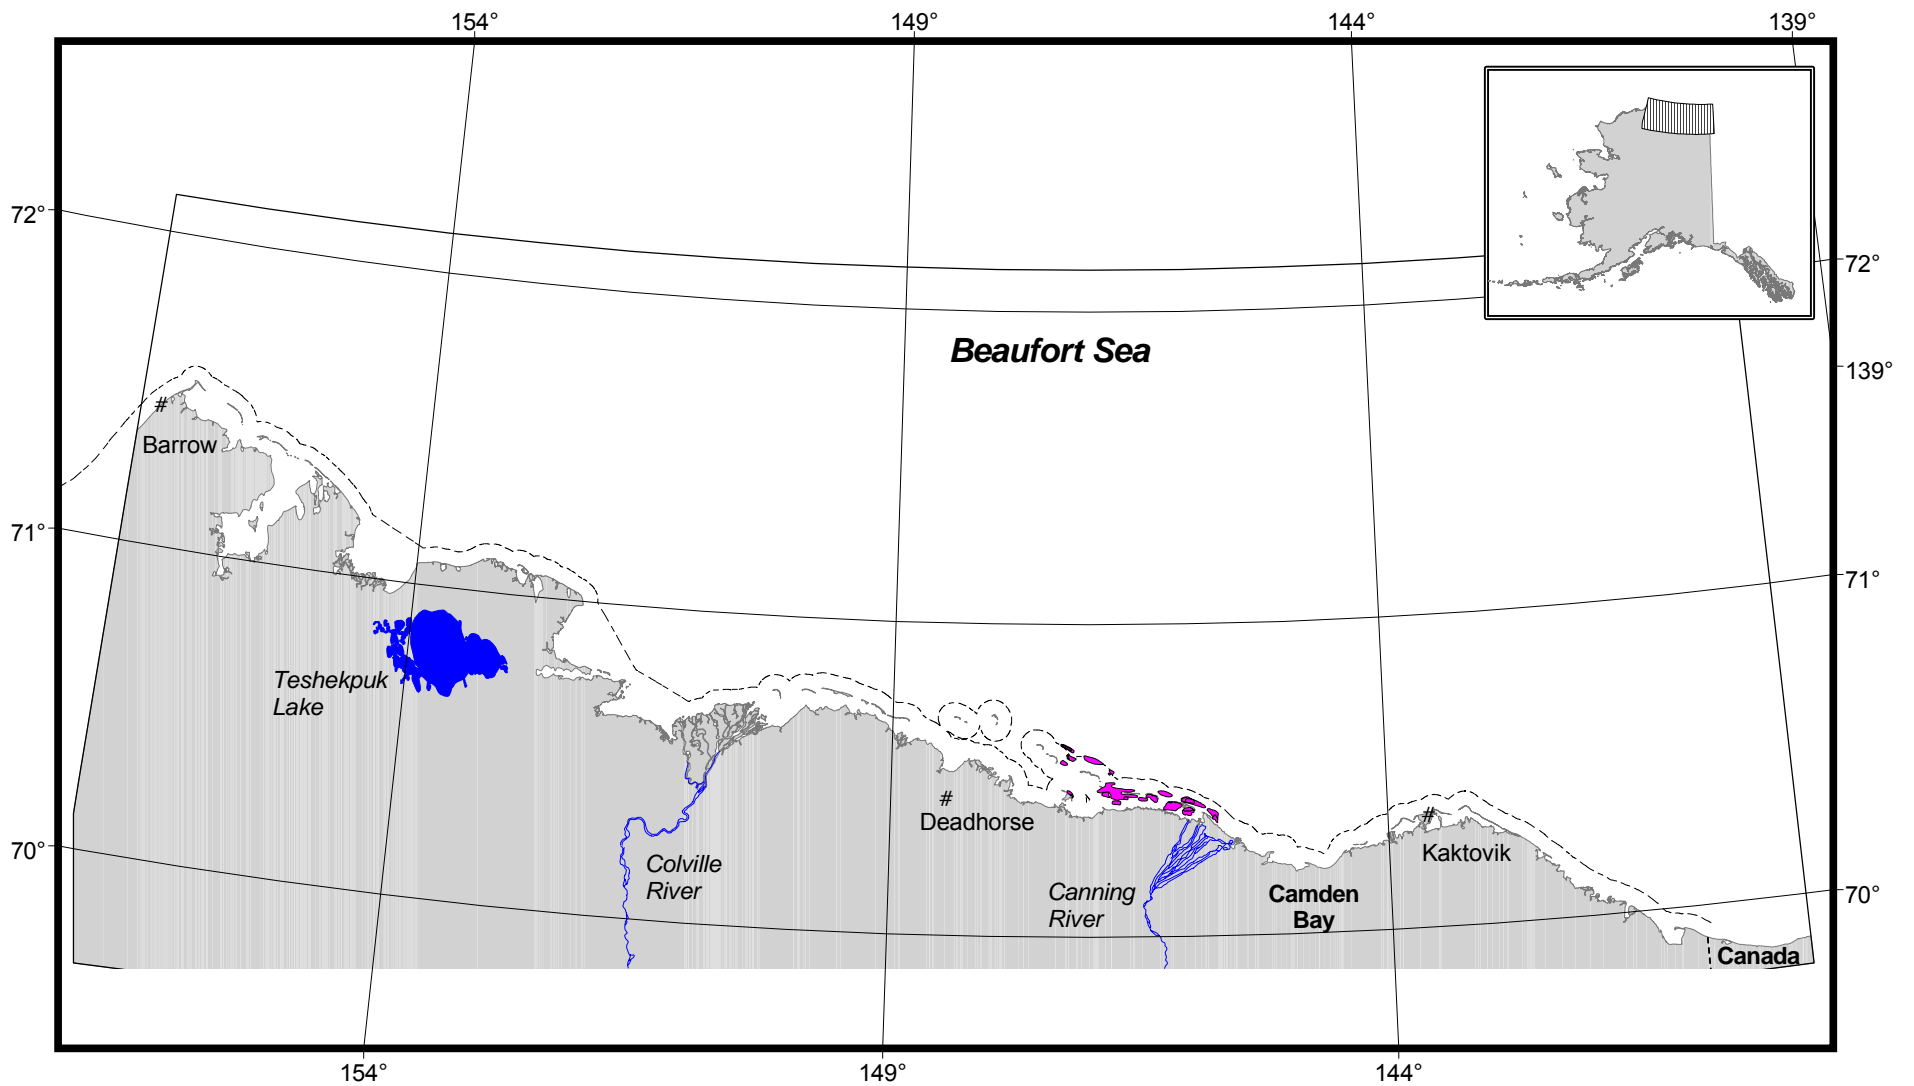 154°
149°
144°
139°
72°
72°
Beaufort Sea
139°
#
Barrow
71°
71°
Teshekpuk
Lake
#
Deadhorse
#
Kaktovik
70°
Colville
River
Canning
River
Camden
Bay
70°
Canada
154°
149°
144°